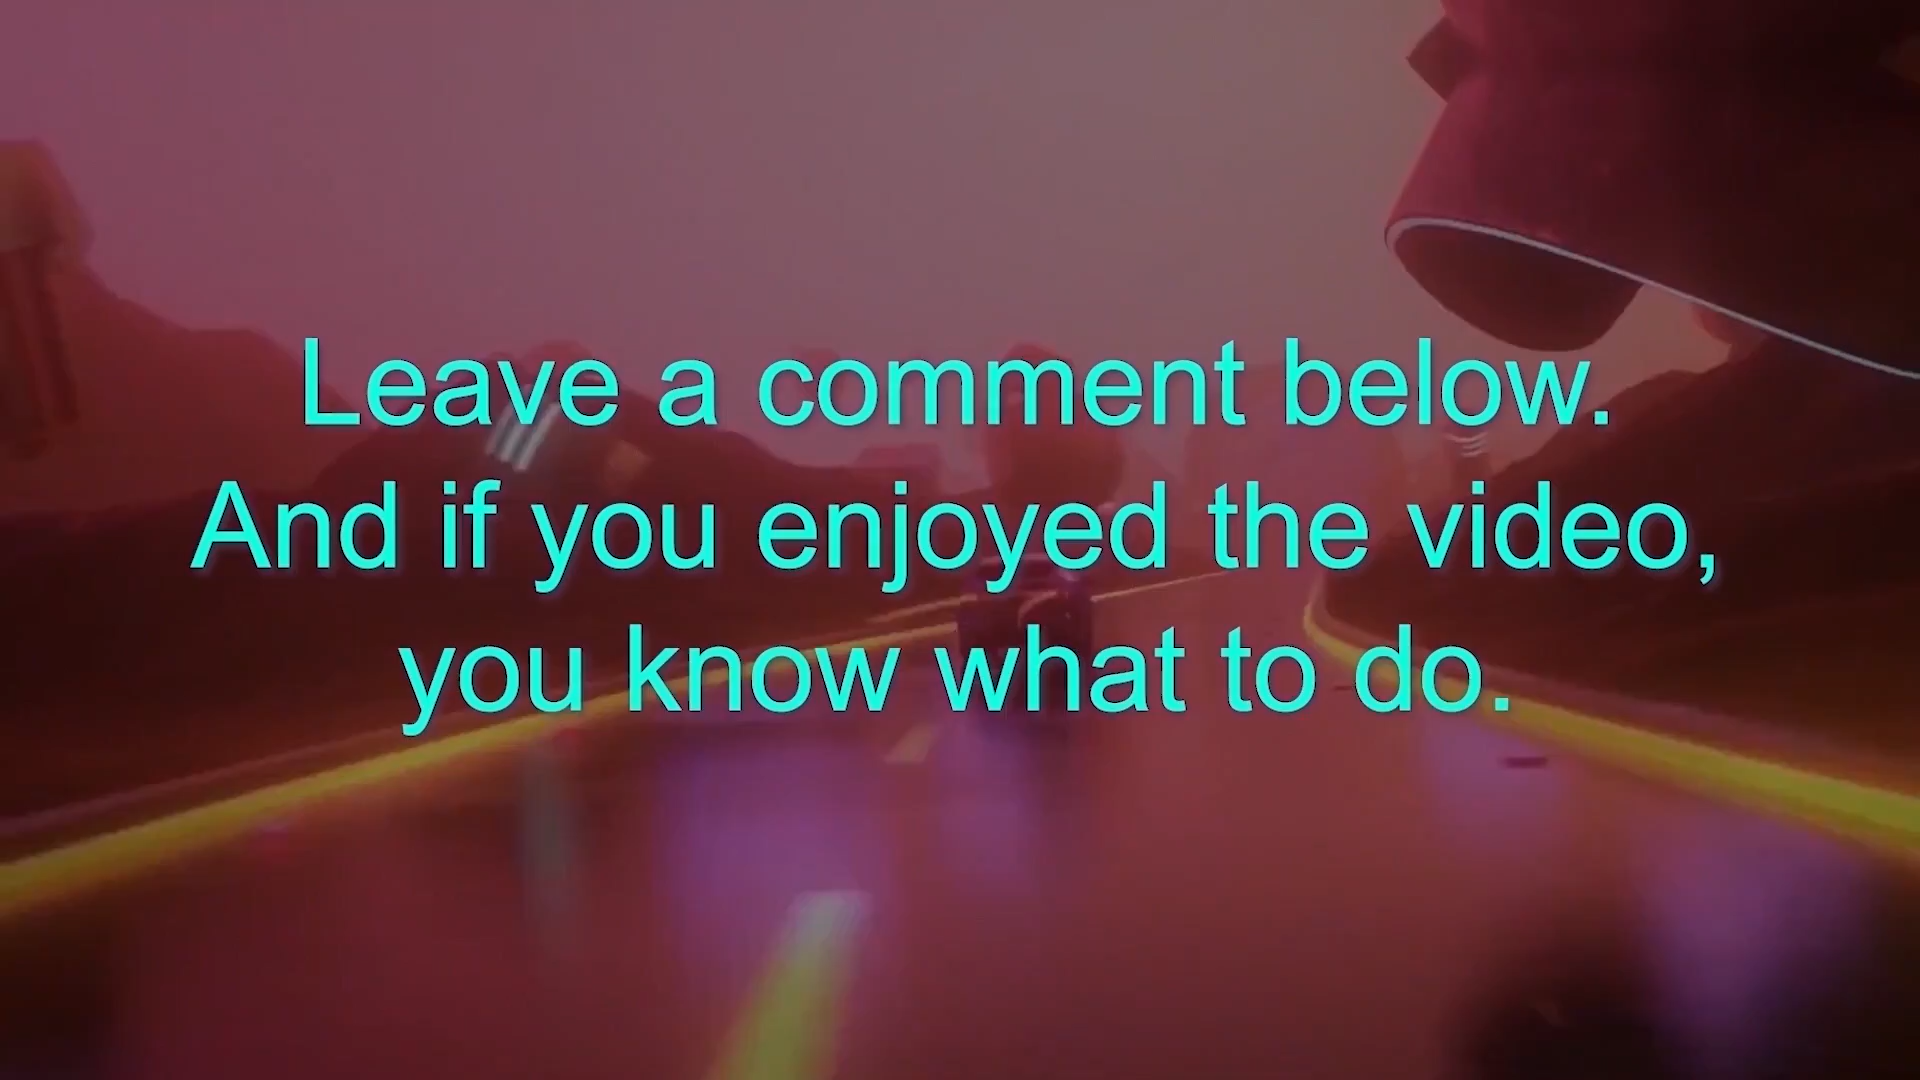 Leave a comment below.
And if you enjoyed the video,
you know what to do.